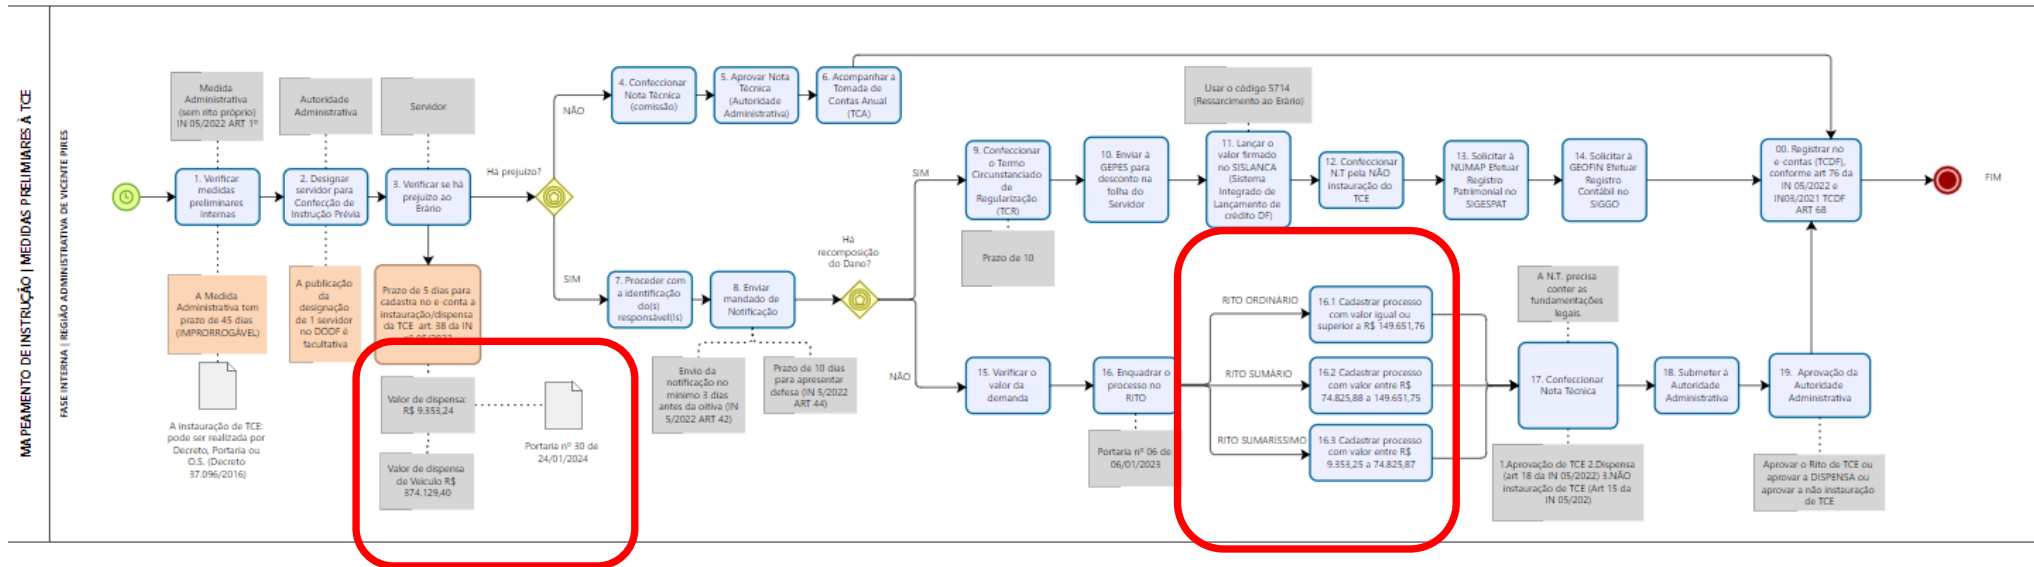 MAPEAMENTO DE INSTRUÇÃO | MEDIDAS PRELIMIARES À TCE
FASE INTERNA | REGIÃO ADMINISTRATIVA DE VICENTE PIRES
Medida
Administrativa
(sem rito próprio)
IN 05/2022 ART 1º
Autoridade
Administrativa
Servidor
1. Verificar
medidas
preliminares
Internas
2. Designar
servidor para
Confecção de
Instrução Prévia
3. Verificar se há
prejuízo ao
Erário
A Medida
Administrativa tem
prazo de 45 dias
(IMPRORROGÁVEL)
A instauração de TCE:
pode ser realizada por
Decreto, Portaria ou
O.S. (Decreto
37.096/2016)
A publicação
da
designação
de 1 servidor
no DODF é
facultativa
Prazo de 5 dias para
cadastra no e-conta a
instauração/dispensa
da TCE art. 38 da IN
nº 05/2022
Valor de dispensa:
R$ 9.353,24
Valor de dispensa
de Veículo R$
374.129,40
Portaria nº 30 de
24/01/2024
Há prejuízo?
NÃO
SIM
4. Confeccionar
Nota Técnica
(comissão)
5. Aprovar Nota
Técnica
(Autoridade
Administrativa)
6. Acompanhar a
Tomada de
Contas Anual
(TCA)
7. Proceder com
a identificação
do(s)
responsável(is)
8. Enviar
mandado de
Notificação
Envio da
notificação no
mínimo 3 dias
antes da oitiva (IN
5/2022 ART 42)
Prazo de 10 dias
para apresentar
defesa (IN 5/2022
ART 44)
Há
recomposição
do Dano?
SIM
NÃO
9. Confeccionar
o Termo
Circunstanciado
de
Regularização
(TCR)
Prazo de 10
10. Enviar à
GEPES para
desconto na
folha do
Servidor
Usar o código 5714
(Ressarcimento ao Erário)
11. Lançar o
valor firmado
no SISLANCA
(Sistema
Integrado de
Lançamento de
crédito DF)
12. Confeccionar
N.T pela NÃO
instauração do
TCE
13. Solicitar à
NUMAP Efetuar
Registro
Patrimonial no
SIGESPAT
14. Solicitar à
GEOFIN Efetuar
Registro
Contábil no
SIGGO
00. Registrar no
e-contas (TCDF),
conforme art 76 da
IN 05/2022 e
IN03/2021 TCDF
ART 68
FIM
15. Verificar o
valor da
demanda
16. Enquadrar o
processo no
RITO
Portaria nº 06 de
06/01/2023
RITO ORDINÁRIO
16.1 Cadastrar processo
com valor igual ou
superior a R$ 149.651,76
RITO SUMÁRIO
16.2 Cadastrar processo
com valor entre R$
74.825,88 a 149.651,75
RITO SUMARÍSSIMO
16.3 Cadastrar processo
com valor entre R$
9.353,25 a 74.825,87
A N.T. precisa
conter as
fundamentações
legais.
17. Confeccionar
Nota Técnica
1.Aprovação de TCE 2.Dispensa
(art 18 da IN 05/2022) 3.NÃO
instauração de TCE (Art 15 da
IN 05/202)
18. Submeter à
Autoridade
Administrativa
19. Aprovação da
Autoridade
Administrativa
Aprovar o Rito de TCE ou
aprovar a DISPENSA ou
aprovar a não instauração
de TCE